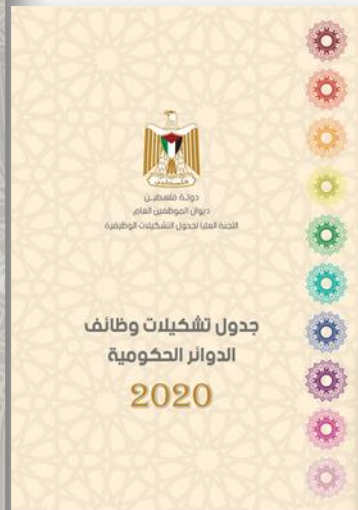 فلسطين
دولة فلسطين
ديوان الموظفين العام
اللجنة العليا لجدول التشكيلات الوظيفية
جدول تشكيلات وظائف
الدوائر الحكومية
2020